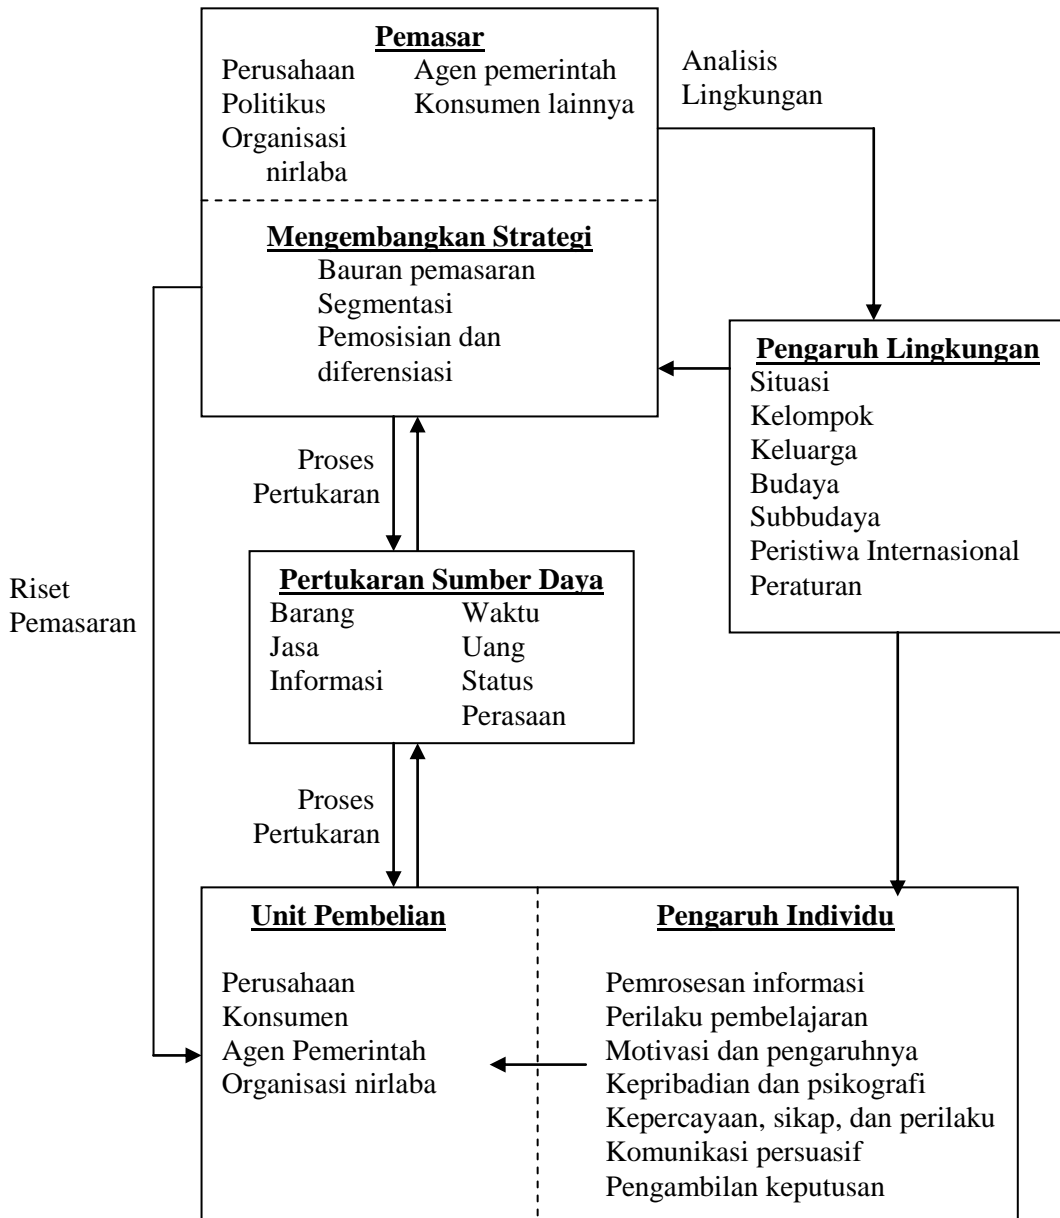 Pemasar
Perusahaan
Politikus
Organisasi
nirlaba
Agen pemerintah
Konsumen lainnya
Analisis
Lingkungan
Mengembangkan Strategi
Bauran pemasaran
Segmentasi
Pemosisian dan
diferensiasi
Pengaruh Lingkungan
Situasi
Kelompok
Keluarga
Budaya
Subbudaya
Peristiwa Internasional
Peraturan
Proses
Pertukaran
Pertukaran Sumber Daya
Barang
Jasa
Informasi
Waktu
Uang
Status
Perasaan
Riset
Pemasaran
Proses
Pertukaran
Unit Pembelian
Perusahaan
Konsumen
Agen Pemerintah
Organisasi nirlaba
Pengaruh Individu
Pemrosesan informasi
Perilaku pembelajaran
Motivasi dan pengaruhnya
Kepribadian dan psikografi
Kepercayaan, sikap, dan perilaku
Komunikasi persuasif
Pengambilan keputusan